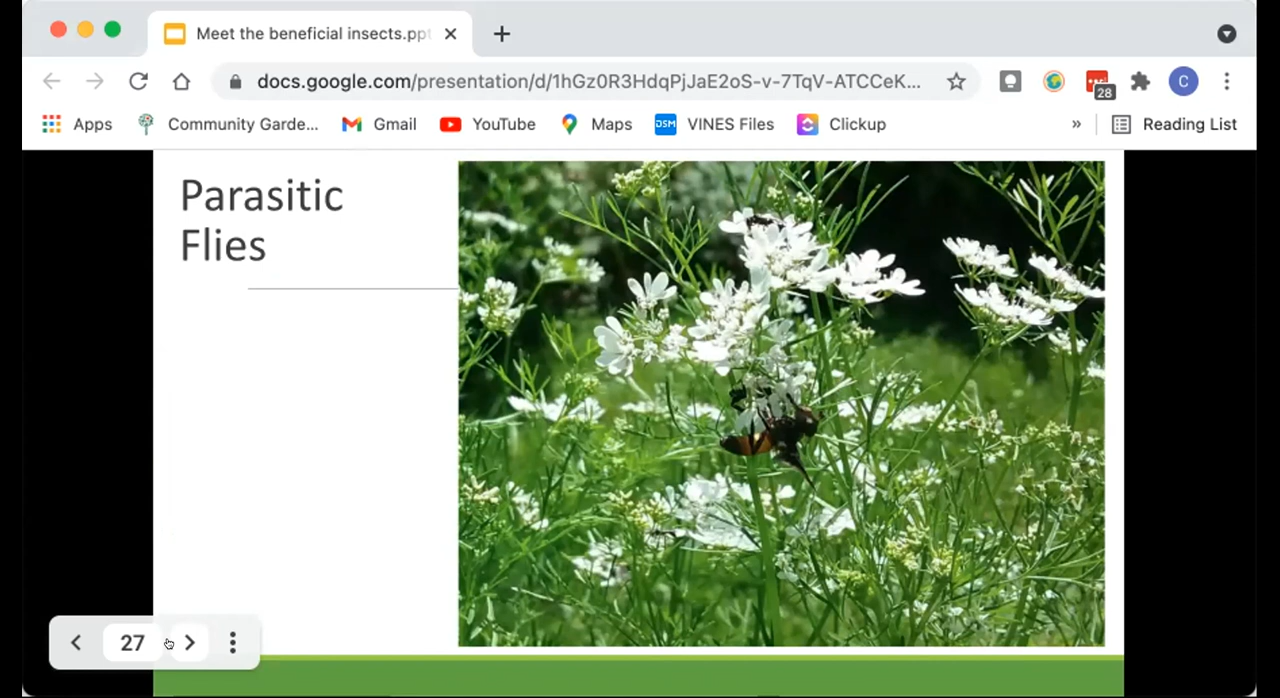 Meet the beneficial insects.ppt
docs.google.com/presentation/d/1hGz0R3HdqPjJaE2oS-v-7TqV-ATCCeK...
28
C
Apps
Community Garde...
Gmail
YouTube
Maps
DSM
VINES Files
Clickup
»
Reading List
Parasitic
Flies
27